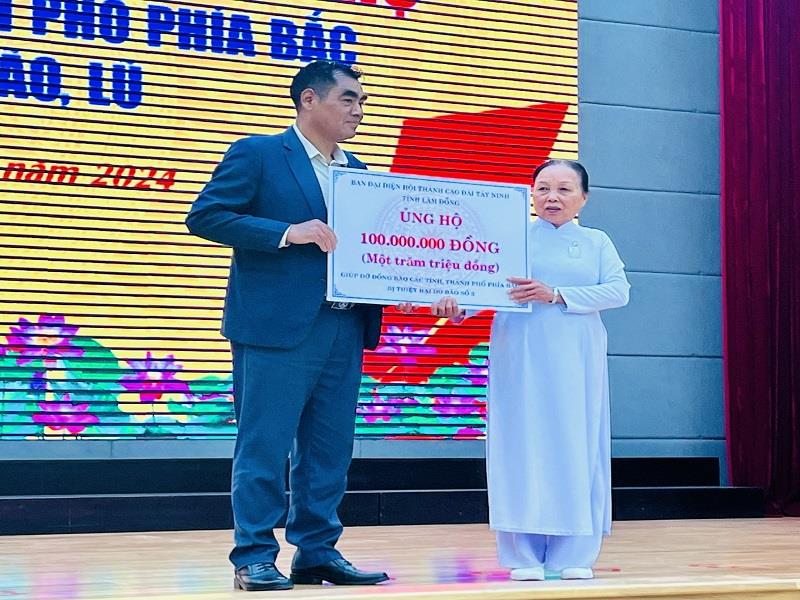 PHỐ PHÍA BẮC
BÃO, LŨ
năm 2024
BAN ĐẠI DIỆN HỘI THÁNH CAO ĐÀI TÂY NINH
TỈNH LÂM ĐỒNG
ỦNG HỘ
100.000.000 ĐỒNG
(Một trăm triệu đồng)
GIÚP ĐỠ ĐỒNG BÀO CÁC TỈNH, THÀNH PHỐ PHÍA BẮC
BỊ THIỆT HẠI DO BÃO SỐ 3